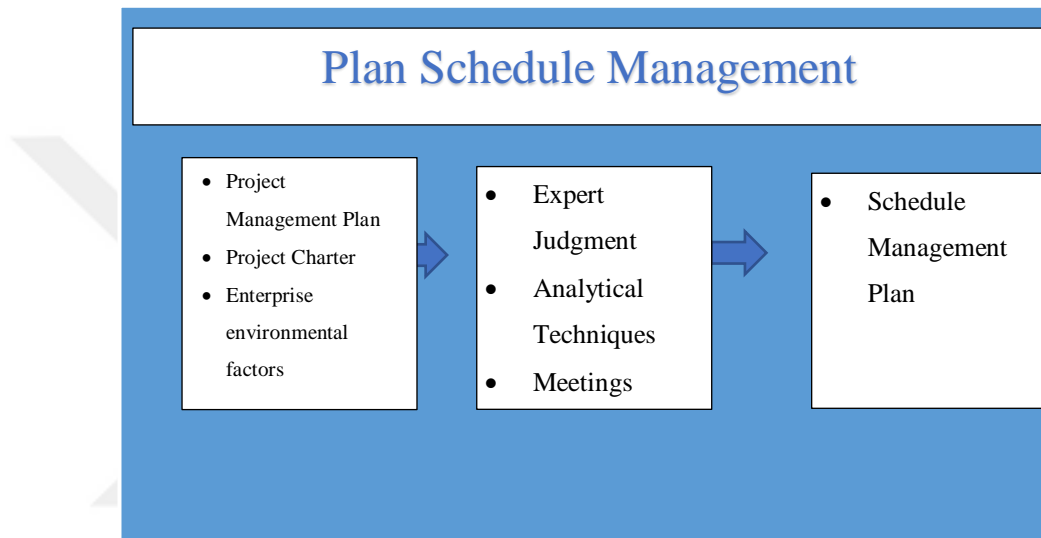 Plan Schedule Management
• Project
Management Plan
• Project Charter
• Enterprise
environmental
factors
• Expert
Judgment
• Analytical
Techniques
• Meetings
• Schedule
Management
Plan